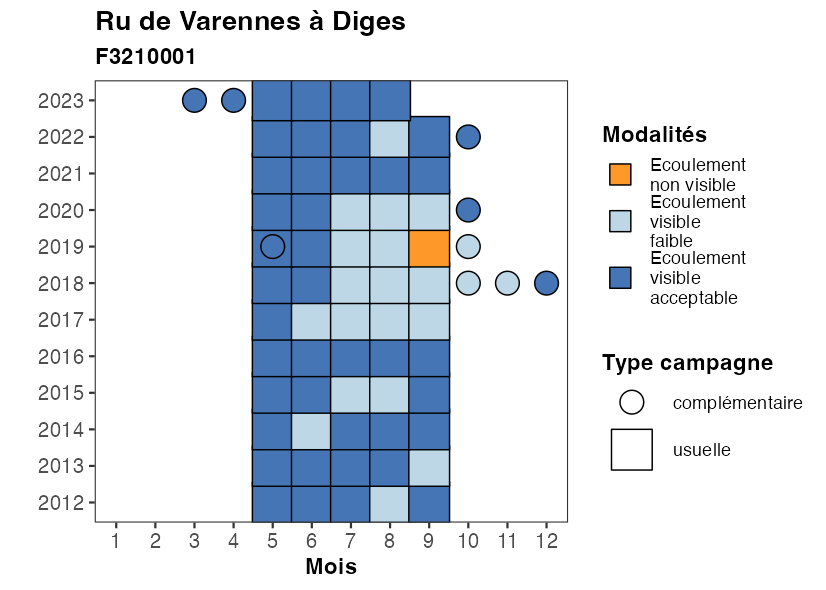 Ru de Varennes à Diges
F3210001
2023
2022
2021
2020
2019
2018
2017
2016
2015
2014
2013
2012
1 2 3 4 5 6 7 8 9 10 11 12
Mois
Modalités
Ecoulement
non visible
Ecoulement
visible
faible
Ecoulement
visible
acceptable
Type campagne
complémentaire
usuelle